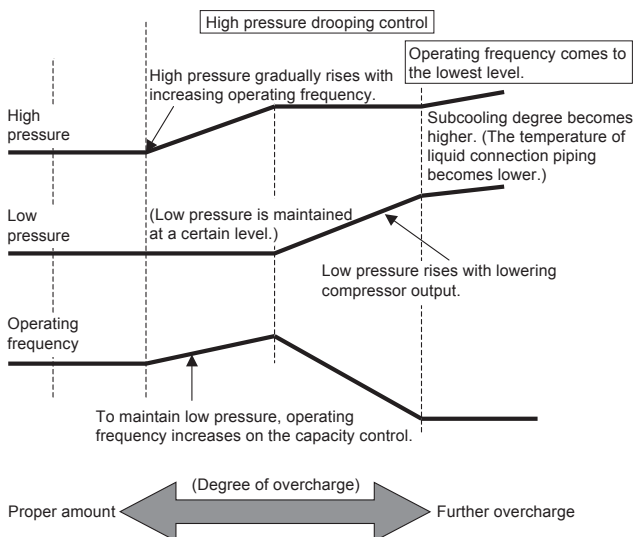 High pressure drooping control
Operating frequency comes to
the lowest level.
High pressure gradually rises with
increasing operating frequency.
High
pressure
Subcooling degree becomes
higher. (The temperature of
liquid connection piping
becomes lower.)
Low
pressure
(Low pressure is maintained
at a certain level.)
Low pressure rises with lowering
compressor output.
Operating
frequency
To maintain low pressure, operating
frequency increases on the capacity control.
(Degree of overcharge)
Proper amount
Further overcharge